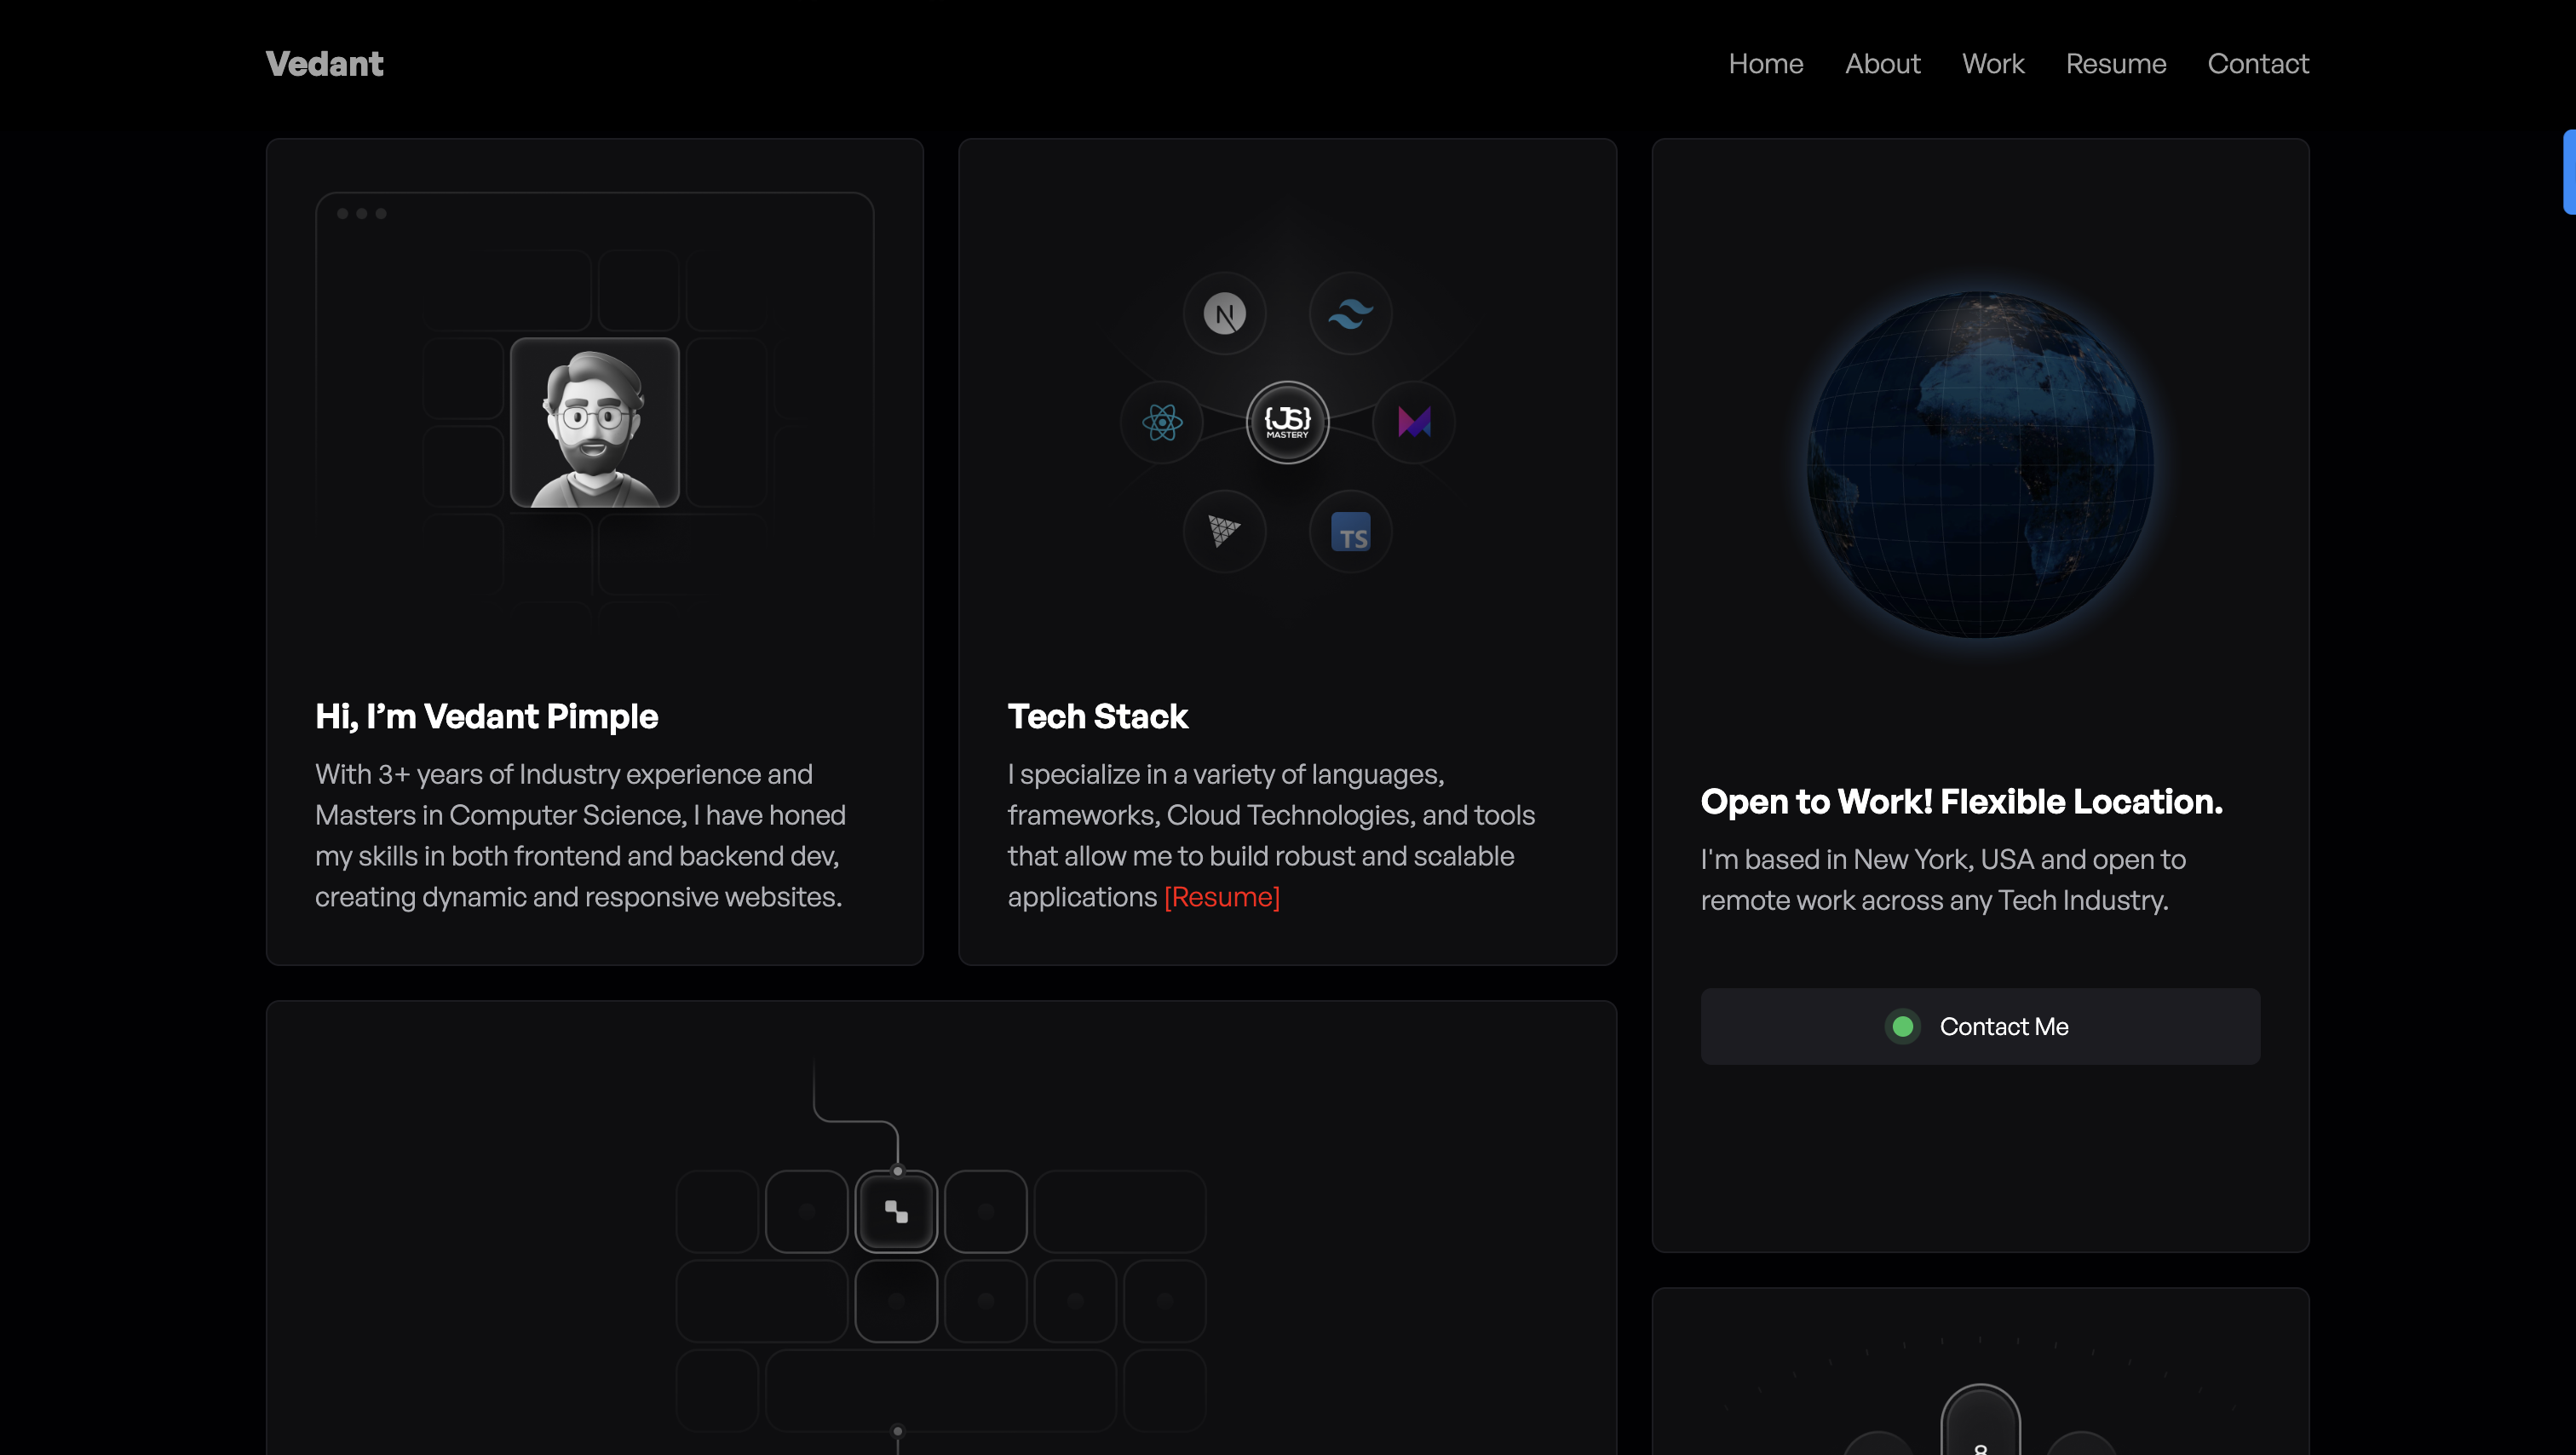 Vedant
Home About Work Resume Contact
N
{JS}
MASTERY
TS
Hi, I’m Vedant Pimple
With 3+ years of Industry experience and
Masters in Computer Science, I have honed
my skills in both frontend and backend dev,
creating dynamic and responsive websites.
Tech Stack
I specialize in a variety of languages,
frameworks, Cloud Technologies, and tools
that allow me to build robust and scalable
applications [Resume]
Open to Work! Flexible Location.
I'm based in New York, USA and open to
remote work across any Tech Industry.
Contact Me